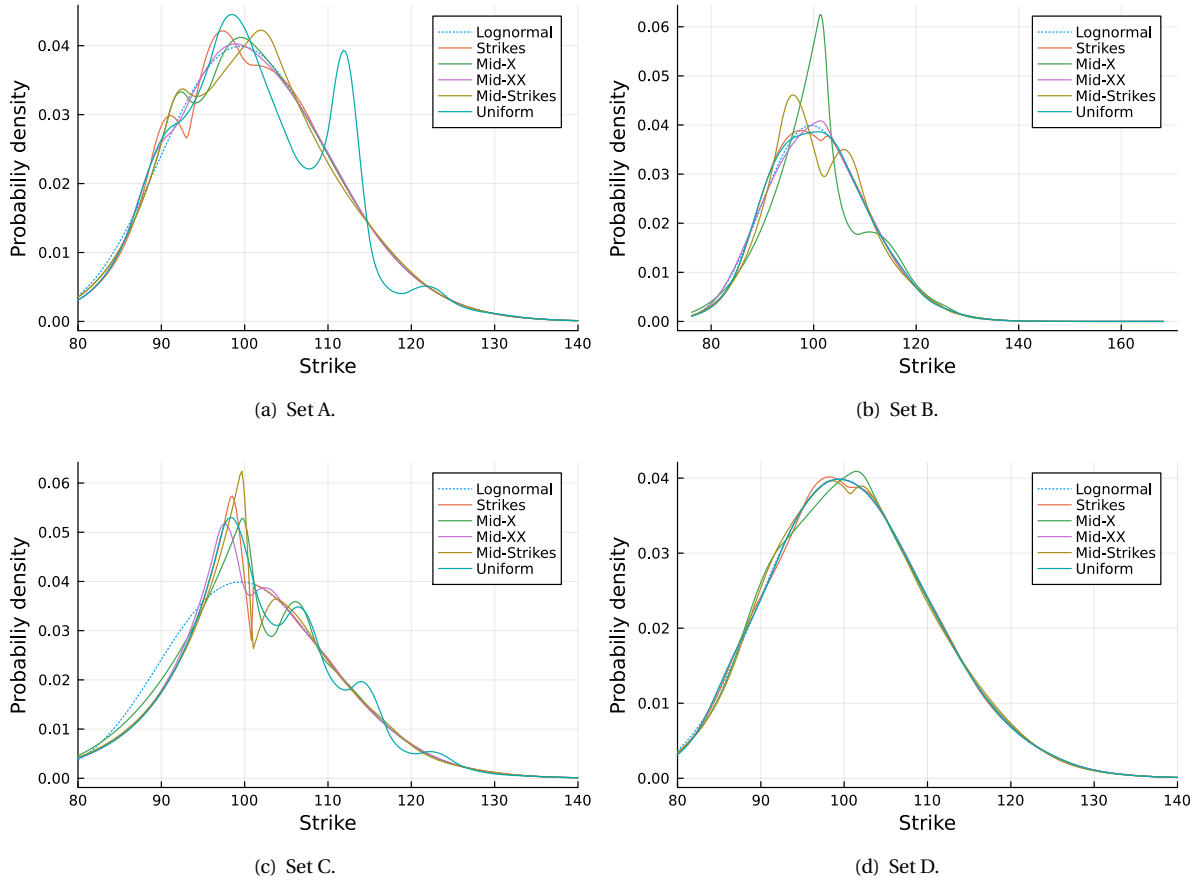 Probabiliy density
0.04
0.03
0.02
0.01
0.00
80
90
100
110
120
130
140
Strike
Lognormal
Strikes
Mid-X
Mid-XX
Mid-Strikes
Uniform
(a) Set A.
Probabiliy density
0.06
0.05
0.04
0.03
0.02
0.01
0.00
80
100
120
140
160
Strike
Lognormal
Strikes
Mid-X
Mid-XX
Mid-Strikes
Uniform
(b) Set B.
Probabiliy density
0.06
0.05
0.04
0.03
0.02
0.01
0.00
80
90
100
110
120
130
140
Strike
Lognormal
Strikes
Mid-X
Mid-XX
Mid-Strikes
Uniform
(c) Set C.
Probabiliy density
0.04
0.03
0.02
0.01
0.00
80
90
100
110
120
130
140
Strike
Lognormal
Strikes
Mid-X
Mid-XX
Mid-Strikes
Uniform
(d) Set D.